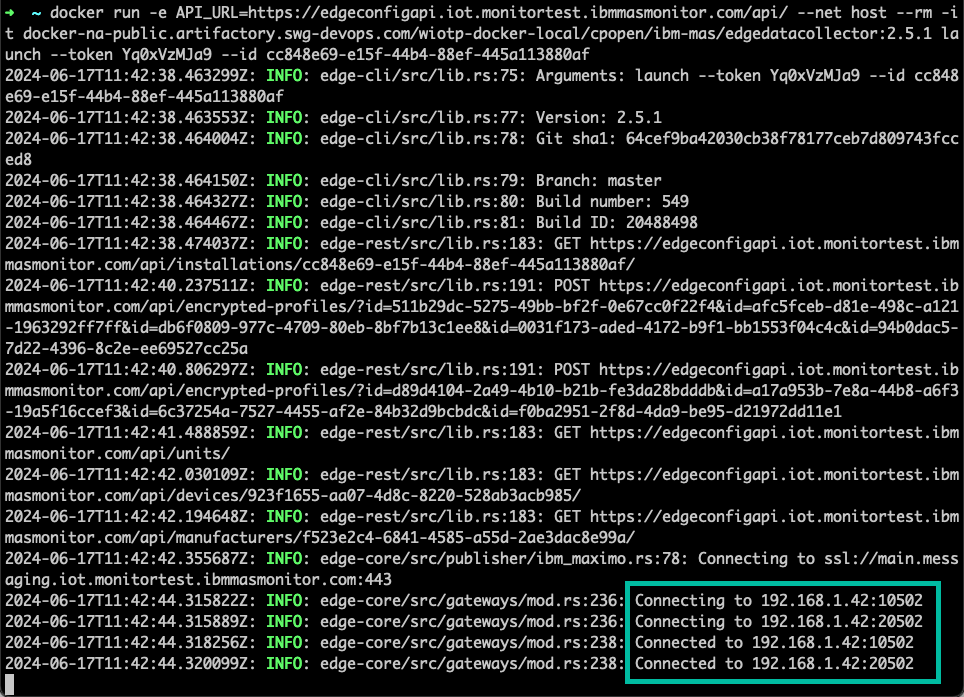 ➜  ~ docker run -e API_URL=https://edgeconfigapi.iot.monitortest.ibmmasmonitor.com/api/ --net host --rm -i
t docker-na-public.artifactory.swg-devops.com/wiotp-docker-local/cpopen/ibm-mas/edgedatacollector:2.5.1 la
unch --token Yq0xVzMJa9 --id cc848e69-e15f-44b4-88ef-445a113880af
2024-06-17T11:42:38.463299Z: INFO: edge-cli/src/lib.rs:75: Arguments: launch --token Yq0xVzMJa9 --id cc848
e69-e15f-44b4-88ef-445a113880af
2024-06-17T11:42:38.463553Z: INFO: edge-cli/src/lib.rs:77: Version: 2.5.1
2024-06-17T11:42:38.464004Z: INFO: edge-cli/src/lib.rs:78: Git sha1: 64cef9ba42030cb38f78177ceb7d809743fcc
ed8
2024-06-17T11:42:38.464150Z: INFO: edge-cli/src/lib.rs:79: Branch: master
2024-06-17T11:42:38.464327Z: INFO: edge-cli/src/lib.rs:80: Build number: 549
2024-06-17T11:42:38.464467Z: INFO: edge-cli/src/lib.rs:81: Build ID: 20488498
2024-06-17T11:42:38.474037Z: INFO: edge-rest/src/lib.rs:183: GET https://edgeconfigapi.iot.monitortest.ibm
masmonitor.com/api/installations/cc848e69-e15f-44b4-88ef-445a113880af/
2024-06-17T11:42:40.237511Z: INFO: edge-rest/src/lib.rs:191: POST https://edgeconfigapi.iot.monitortest.ib
mmasmonitor.com/api/encrypted-profiles/?id=511b29dc-5275-49bb-bf2f-0e67cc0f22f4&id=afc5fceb-d81e-498c-a121
-1963292ff7ff&id=db6f0809-977c-4709-80eb-8bf7b13c1ee8&id=0031f173-aded-4172-b9f1-bb1553f04c4c&id=94b0dac5-
7d22-4396-8c2e-ee69527cc25a
2024-06-17T11:42:40.806297Z: INFO: edge-rest/src/lib.rs:191: POST https://edgeconfigapi.iot.monitortest.ib
mmasmonitor.com/api/encrypted-profiles/?id=d89d4104-2a49-4b10-b21b-fe3da28bdddb&id=a17a953b-7e8a-44b8-a6f3
-19a5f16ccef3&id=6c37254a-7527-4455-af2e-84b32d9bcbdc&id=f0ba2951-2f8d-4da9-be95-d21972dd11e1
2024-06-17T11:42:41.488859Z: INFO: edge-rest/src/lib.rs:183: GET https://edgeconfigapi.iot.monitortest.ibm
masmonitor.com/api/units/
2024-06-17T11:42:42.030109Z: INFO: edge-rest/src/lib.rs:183: GET https://edgeconfigapi.iot.monitortest.ibm
masmonitor.com/api/devices/923f1655-aa07-4d8c-8220-528ab3acb985/
2024-06-17T11:42:42.194648Z: INFO: edge-rest/src/lib.rs:183: GET https://edgeconfigapi.iot.monitortest.ibm
masmonitor.com/api/manufacturers/f523e2c4-6841-4585-a55d-2ae3dac8e99a/
2024-06-17T11:42:42.355687Z: INFO: edge-core/src/publisher/ibm_maximo.rs:78: Connecting to ssl://main.mess
aging.iot.monitortest.ibmmasmonitor.com:443
2024-06-17T11:42:44.315822Z: INFO: edge-core/src/gateways/mod.rs:236: Connecting to 192.168.1.42:10502
2024-06-17T11:42:44.315889Z: INFO: edge-core/src/gateways/mod.rs:236: Connecting to 192.168.1.42:20502
2024-06-17T11:42:44.318256Z: INFO: edge-core/src/gateways/mod.rs:238: Connected to 192.168.1.42:10502
2024-06-17T11:42:44.320099Z: INFO: edge-core/src/gateways/mod.rs:238: Connected to 192.168.1.42:20502